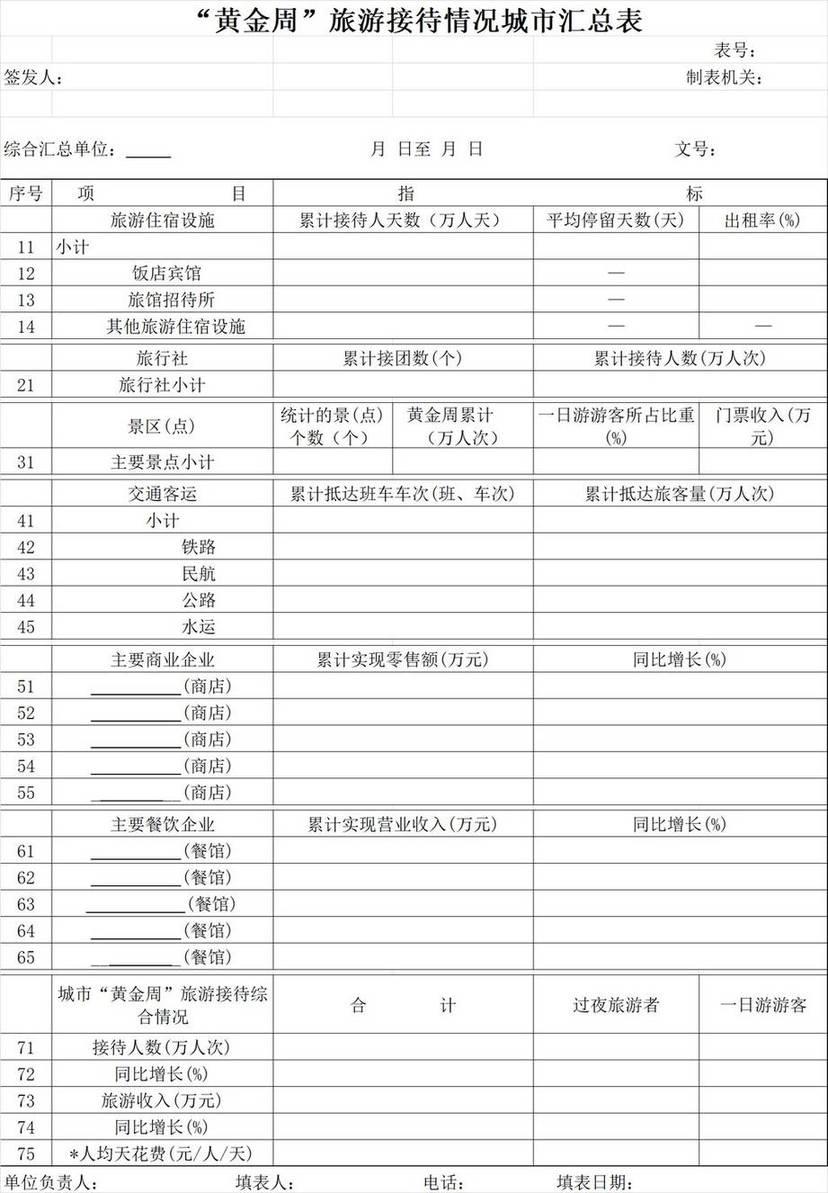 “黄金周”旅游接待情况城市汇总表
表号:
签发人: 制表机关:
综合汇总单位: 月 日至 月 日 文号:
序号 项 目 指 标
旅游住宿设施 累计接待人天数（万人天） 平均停留天数(天) 出租率(%)
11 小计
12 饭店宾馆 —
13 旅馆招待所 —
14 其他旅游住宿设施 — —
旅行社 累计接团数(个) 累计接待人数(万人次)
21 旅行社小计
景区(点) 统计的景(点)个数（个） 黄金周累计（万人次） 一日游游客所占比重(%) 门票收入(万元)
31 主要景点小计
交通客运 累计抵达班车车次(班、车次) 累计抵达旅客量(万人次)
41 小计
42 铁路
43 民航
44 公路
45 水运
主要商业企业 累计实现零售额(万元) 同比增长(%)
51 (商店)
52 (商店)
53 (商店)
54 (商店)
55 (商店)
主要餐饮企业 累计实现营业收入(万元) 同比增长(%)
61 (餐馆)
62 (餐馆)
63 (餐馆)
64 (餐馆)
65 (餐馆)
城市“黄金周”旅游接待综合情况 合 计 过夜旅游者 一日游游客
71 接待人数(万人次)
72 同比增长(%)
73 旅游收入(万元)
74 同比增长(%)
75 *人均天花费(元/人/天)
单位负责人: 填表人: 电话: 填表日期: